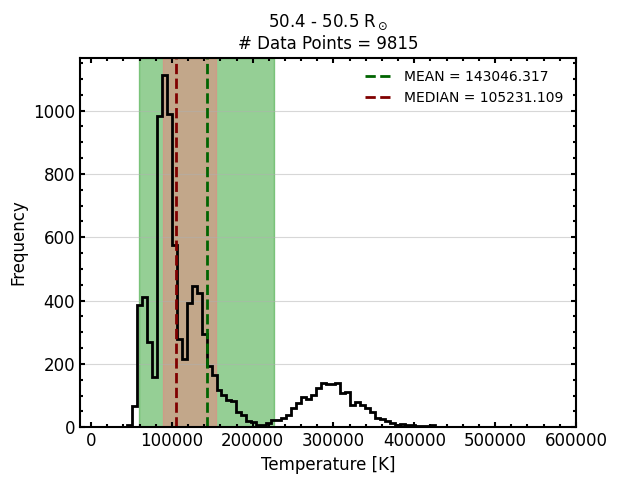 50.4 - 50.5 R⊙
# Data Points = 9815
MEAN = 143046.317
MEDIAN = 105231.109
Frequency
1000
800
600
400
200
0
0 100000 200000 300000 400000 500000 600000
Temperature [K]